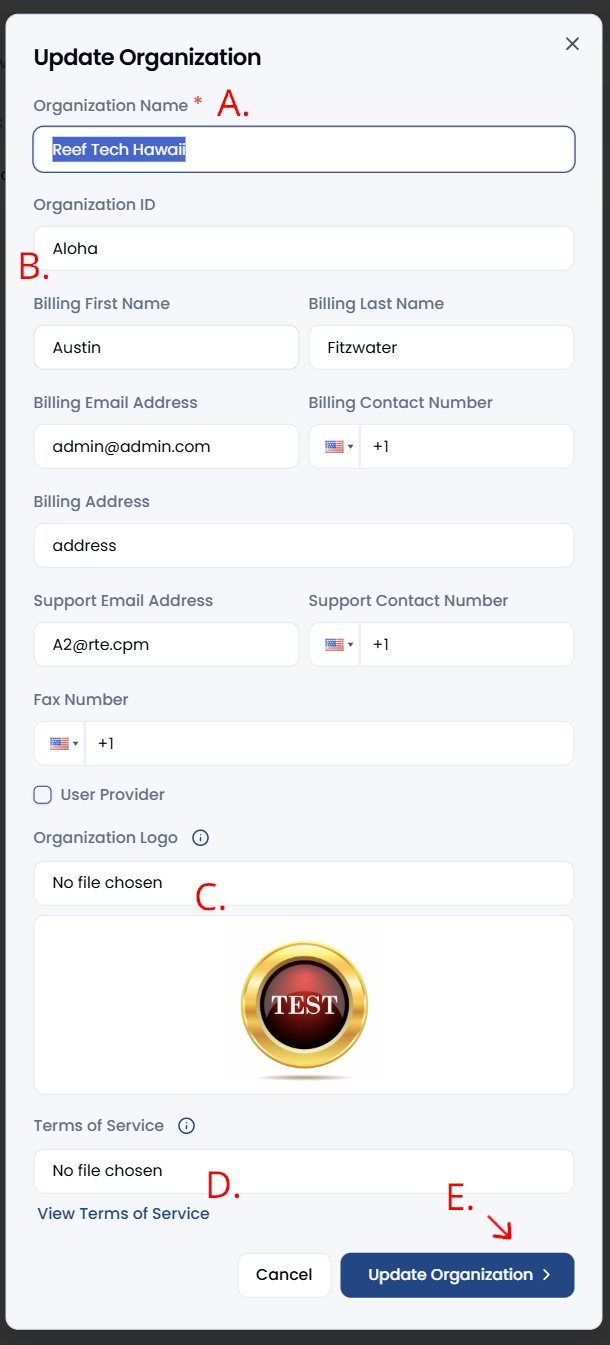 Update Organization
Organization Name * A.
Reef Tech Hawaii
Organization ID
Aloha
B.
Billing First Name Billing Last Name
Austin Fitzwater
Billing Email Address Billing Contact Number
admin@admin.com +1
Billing Address
address
Support Email Address Support Contact Number
A2@rte.cpm +1
Fax Number
+1
User Provider
Organization Logo
No file chosen
C.
TEST
Terms of Service
No file chosen
D.
E.
View Terms of Service
Cancel Update Organization